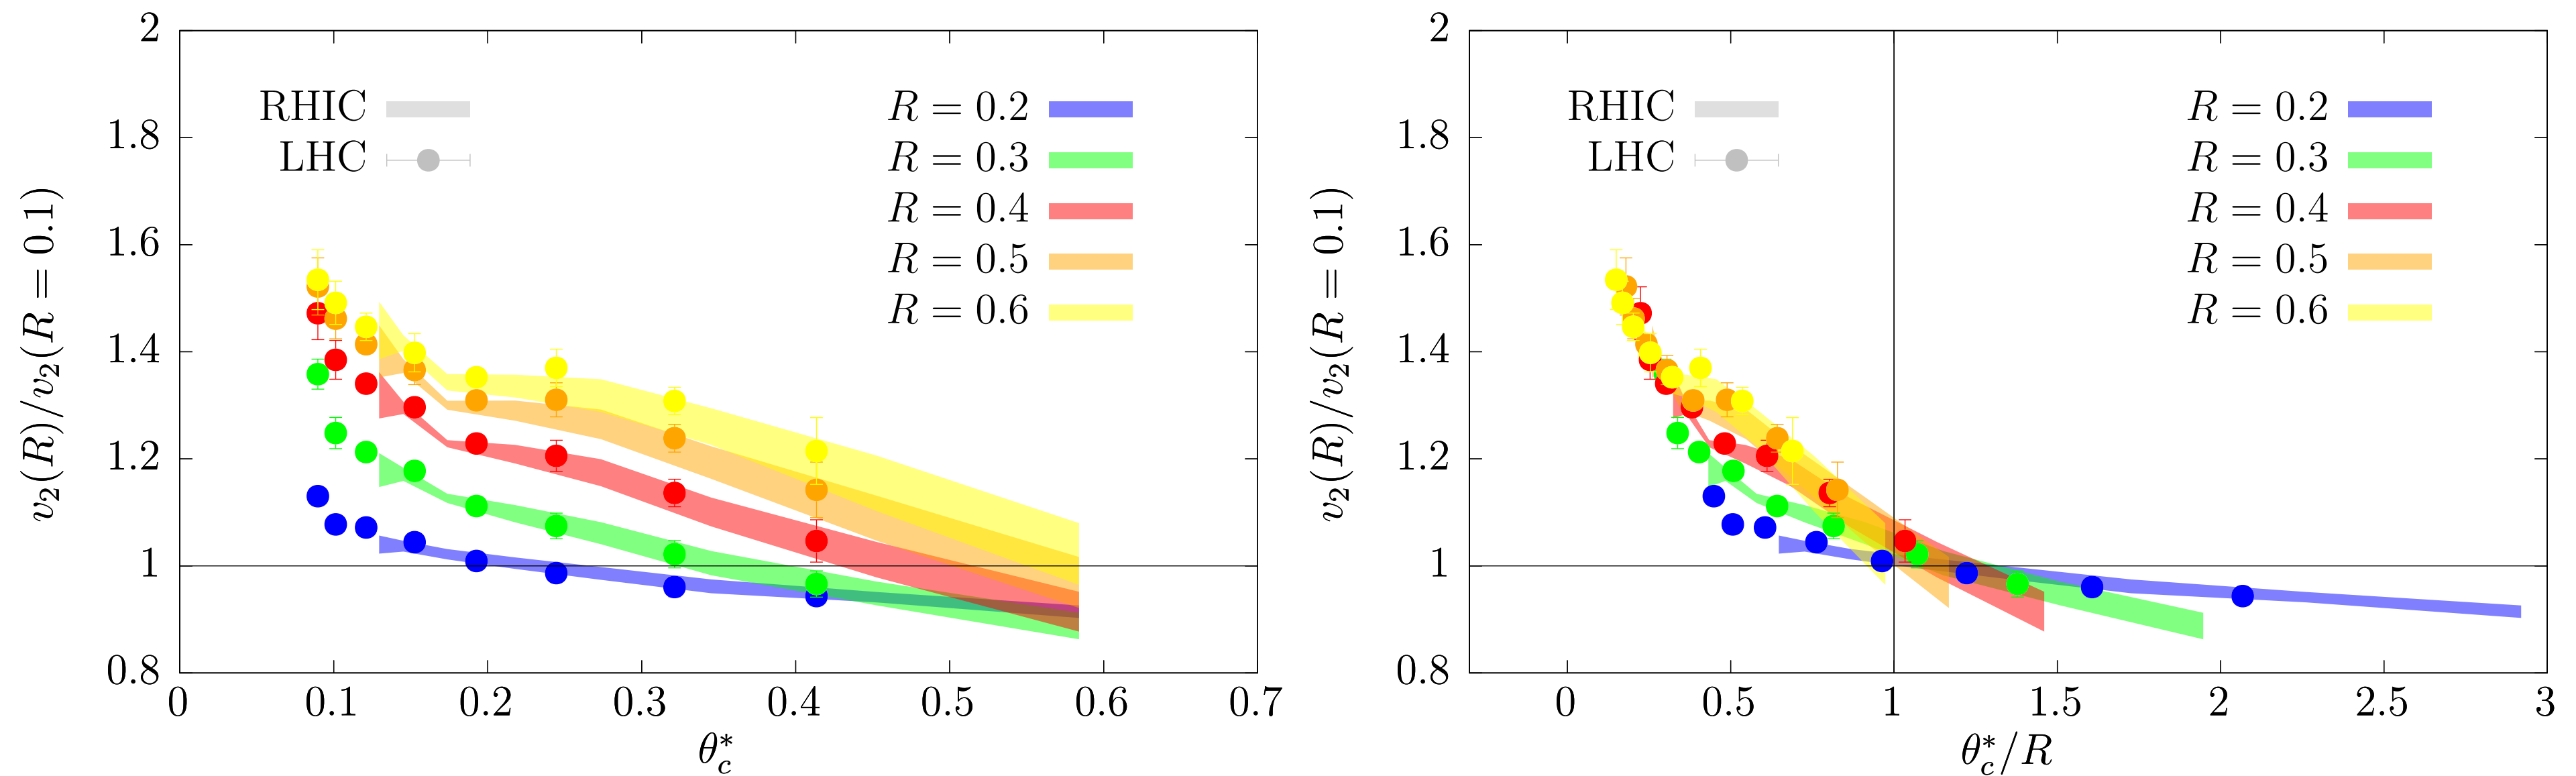 2
1.8
1.6
1.4
1.2
1
0.8
0 0.1 0.2 0.3 0.4 0.5 0.6 0.7
v₂(R)/v₂(R = 0.1)
θ*_c
RHIC
LHC
R = 0.2
R = 0.3
R = 0.4
R = 0.5
R = 0.6
2
1.8
1.6
1.4
1.2
1
0.8
0 0.5 1 1.5 2 2.5 3
v₂(R)/v₂(R = 0.1)
θ*_c/R
RHIC
LHC
R = 0.2
R = 0.3
R = 0.4
R = 0.5
R = 0.6